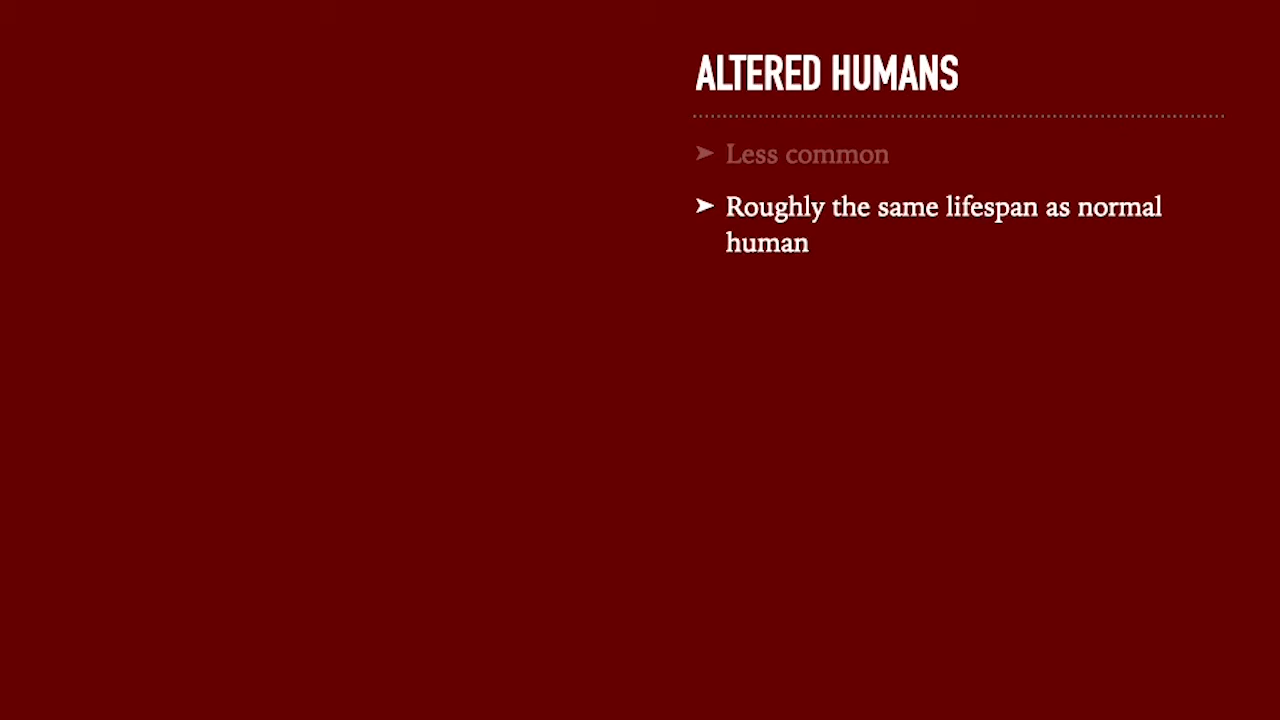 ALTERED HUMANS
➤ Less common
➤ Roughly the same lifespan as normal
human